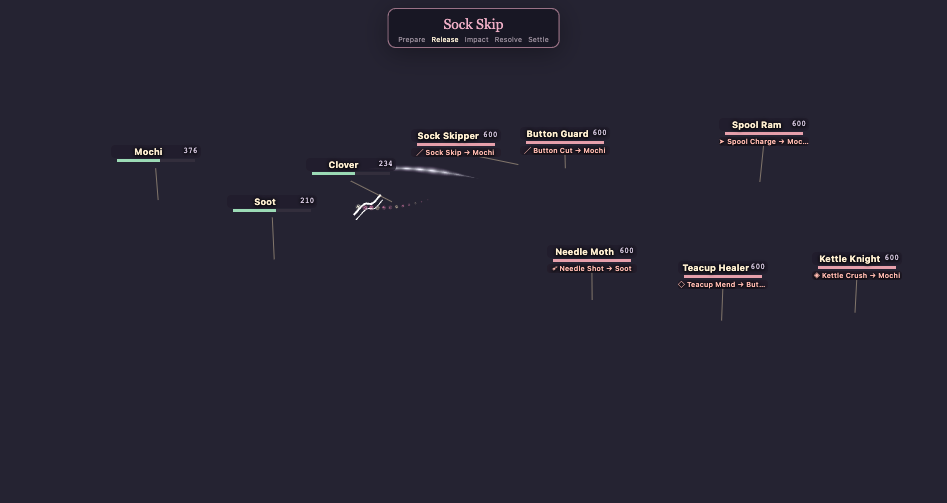 Sock Skip
Prepare Release Impact Resolve Settle
Mochi 376
Clover 234
Soot 210
Sock Skipper 600
Sock Skip → Mochi
Button Guard 600
Button Cut → Mochi
Spool Ram 600
Spool Charge → Moc...
Needle Moth 600
Needle Shot → Soot
Teacup Healer 600
Teacup Mend → But...
Kettle Knight 600
Kettle Crush → Mochi